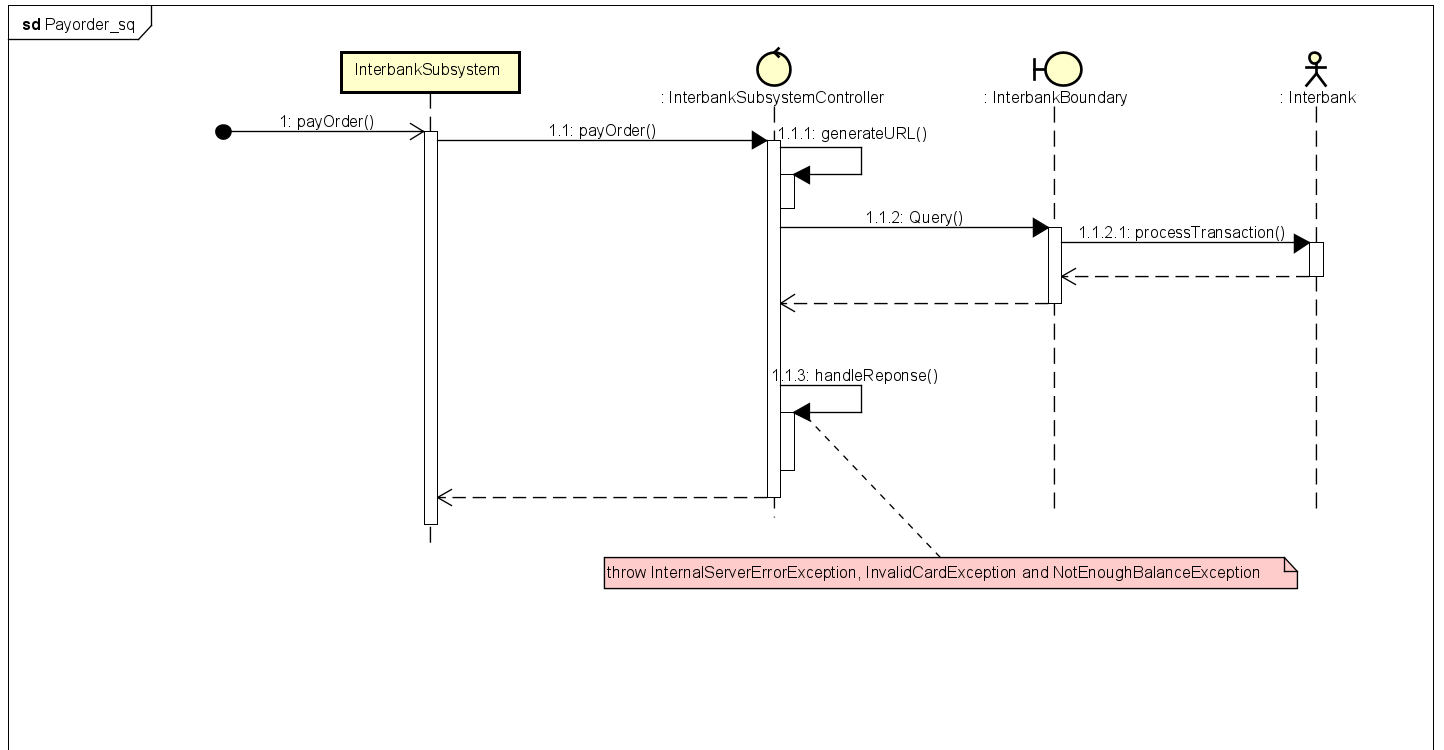 sd Payorder_sq
InterbankSubsystem
: InterbankSubsystemController
: InterbankBoundary
: Interbank
1: payOrder()
1.1: payOrder()
1.1.1: generateURL()
1.1.2: Query()
1.1.2.1: processTransaction()
1.1.3: handleReponse()
throw InternalServerErrorException, InvalidCardException and NotEnoughBalanceException